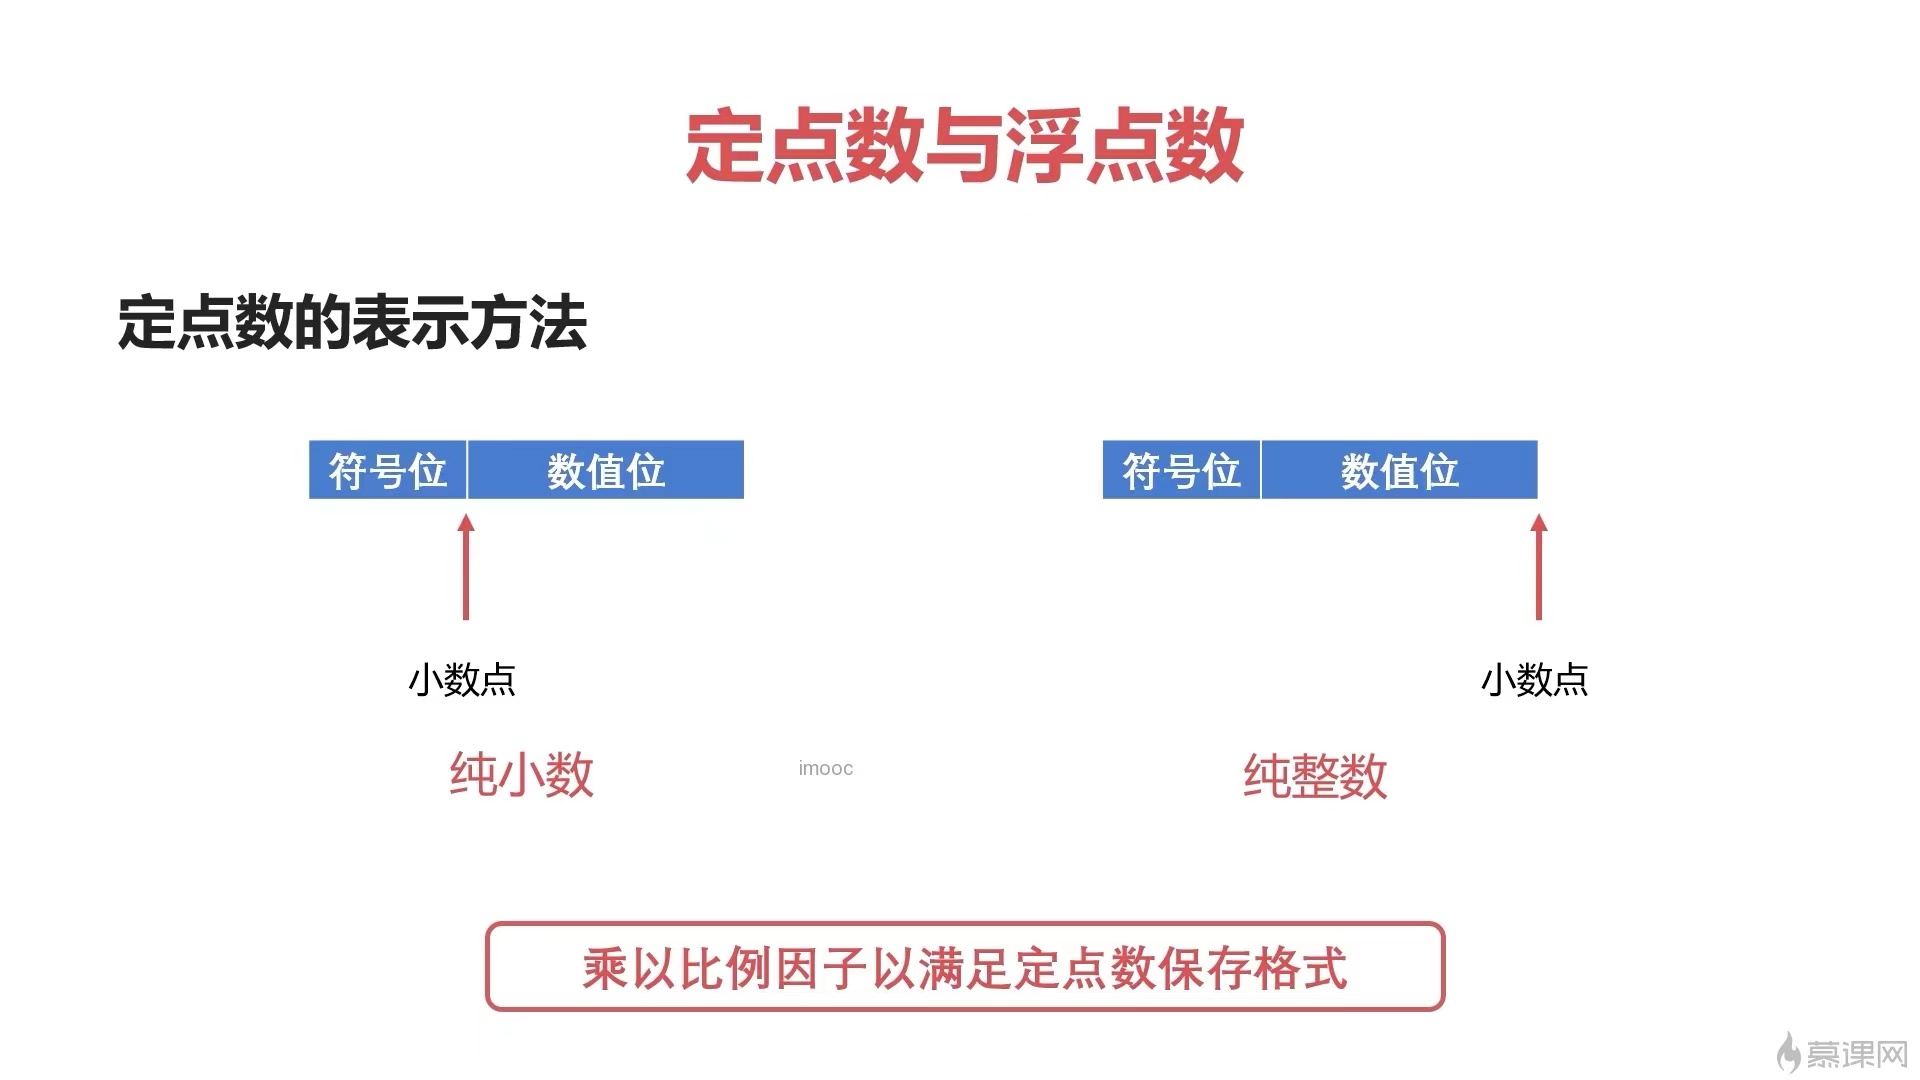 定点数与浮点数
定点数的表示方法
符号位 数值位
符号位 数值位
小数点
小数点
纯小数
imooc
纯整数
乘以比例因子以满足定点数保存格式
慕课网